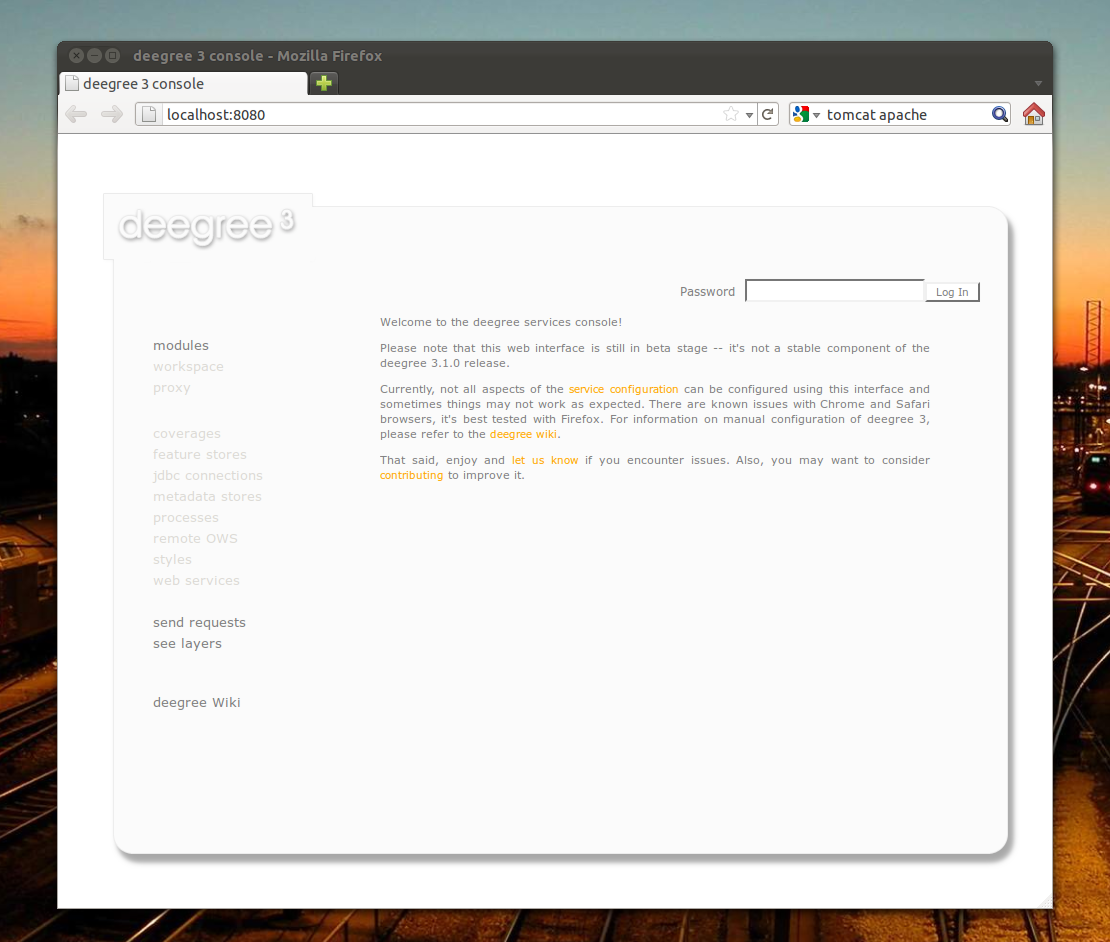 deegree 3 console - Mozilla Firefox
deegree 3 console
localhost:8080
tomcat apache
deegree 3
Password
Log In
modules
workspace
proxy
coverages
feature stores
jdbc connections
metadata stores
processes
remote OWS
styles
web services
send requests
see layers
deegree Wiki
Welcome to the deegree services console!
Please note that this web interface is still in beta stage -- it's not a stable component of the
deegree 3.1.0 release.
Currently, not all aspects of the service configuration can be configured using this interface and
sometimes things may not work as expected. There are known issues with Chrome and Safari
browsers, it's best tested with Firefox. For information on manual configuration of deegree 3,
please refer to the deegree wiki.
That said, enjoy and let us know if you encounter issues. Also, you may want to consider
contributing to improve it.